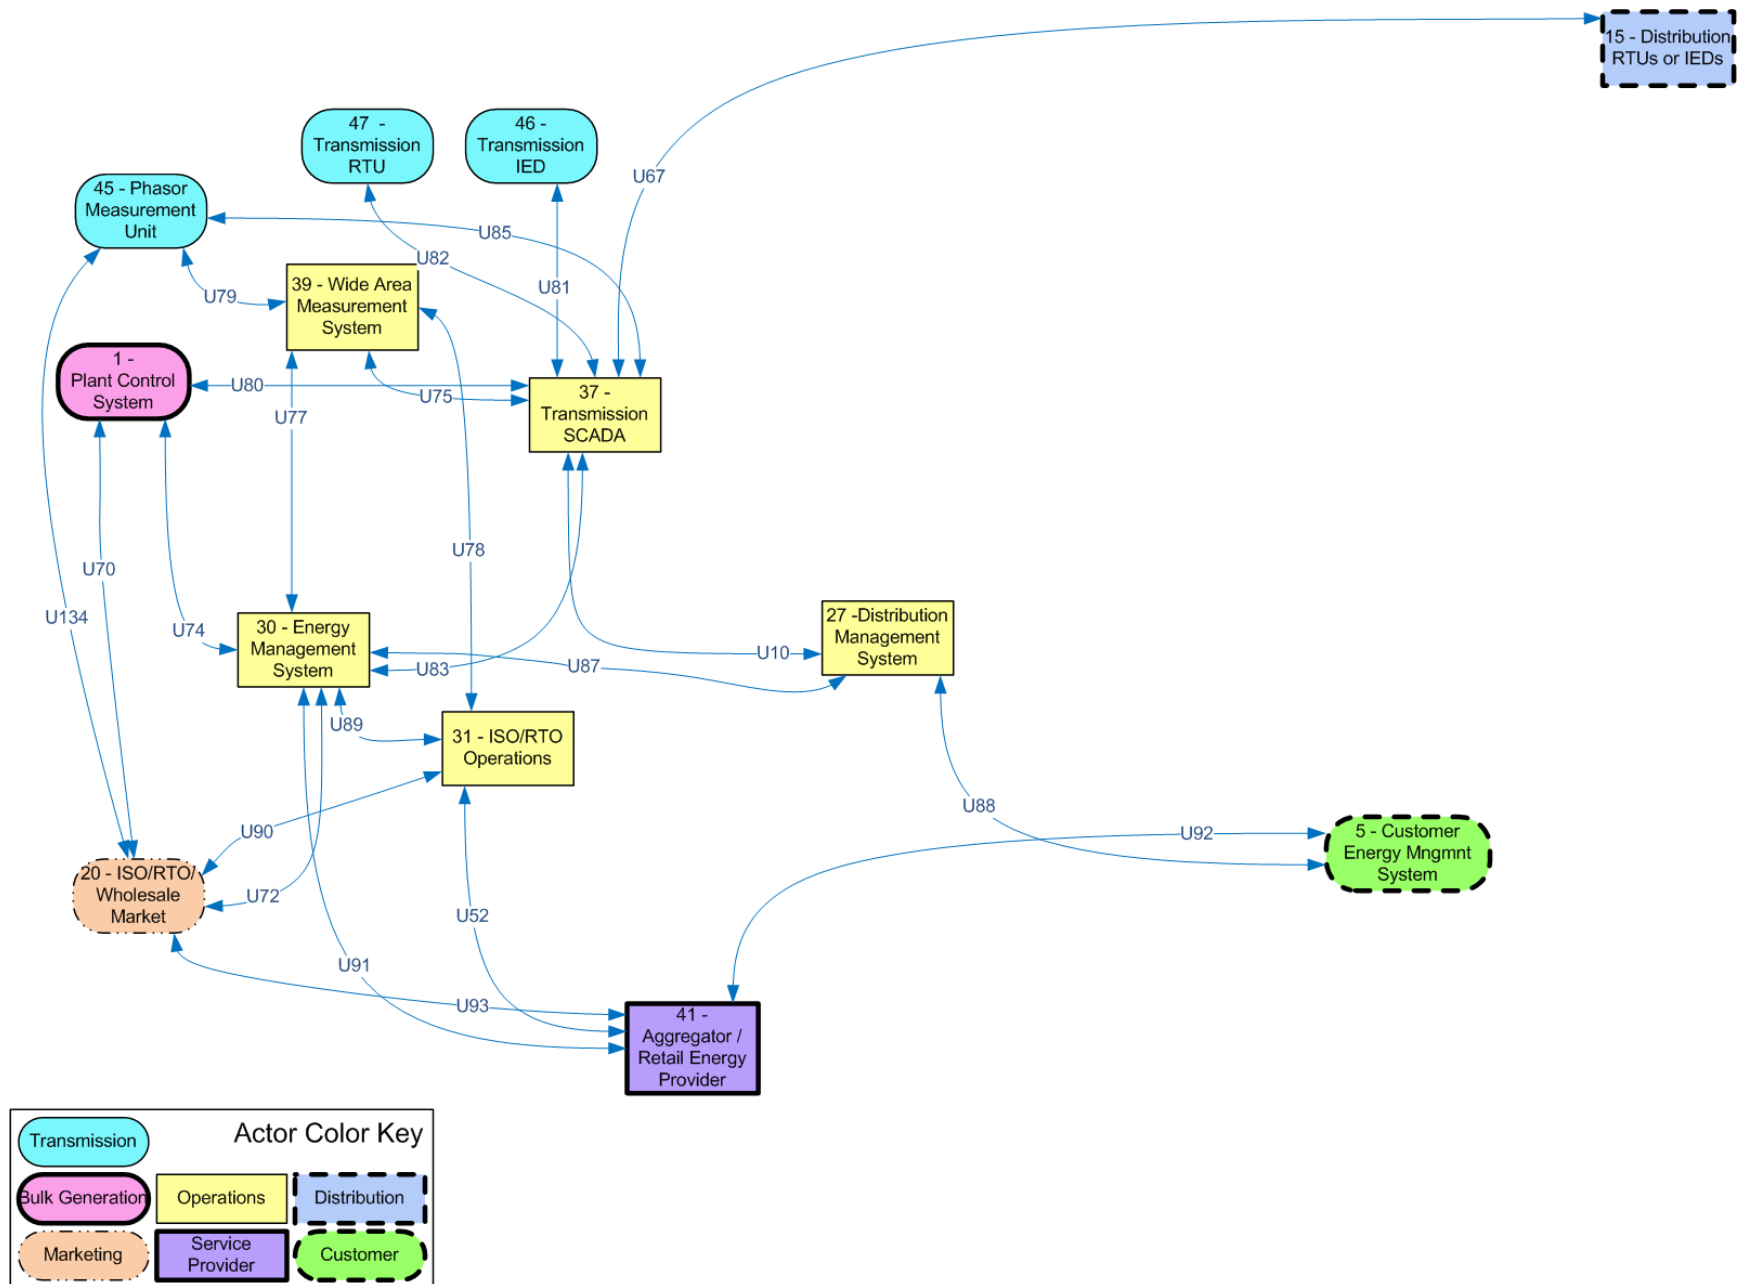 15 - Distribution
RTUs or IEDs
47 -
Transmission
RTU
46 -
Transmission
IED
U67
45 - Phasor
Measurement
Unit
U85
U82
U79
39 - Wide Area
Measurement
System
U81
1 -
Plant Control
System
U80
U75
U77
37 -
Transmission
SCADA
U78
U70
U134
U74
30 - Energy
Management
System
U83
U87
U10
27 -Distribution
Management
System
U89
31 - ISO/RTO
Operations
U90
U88
U92
5 - Customer
Energy Mngmnt
System
20 - ISO/RTO/
Wholesale
Market
U72
U52
U91
U93
41 -
Aggregator /
Retail Energy
Provider
Actor Color Key
Transmission
Bulk Generation
Operations
Distribution
Marketing
Service
Provider
Customer